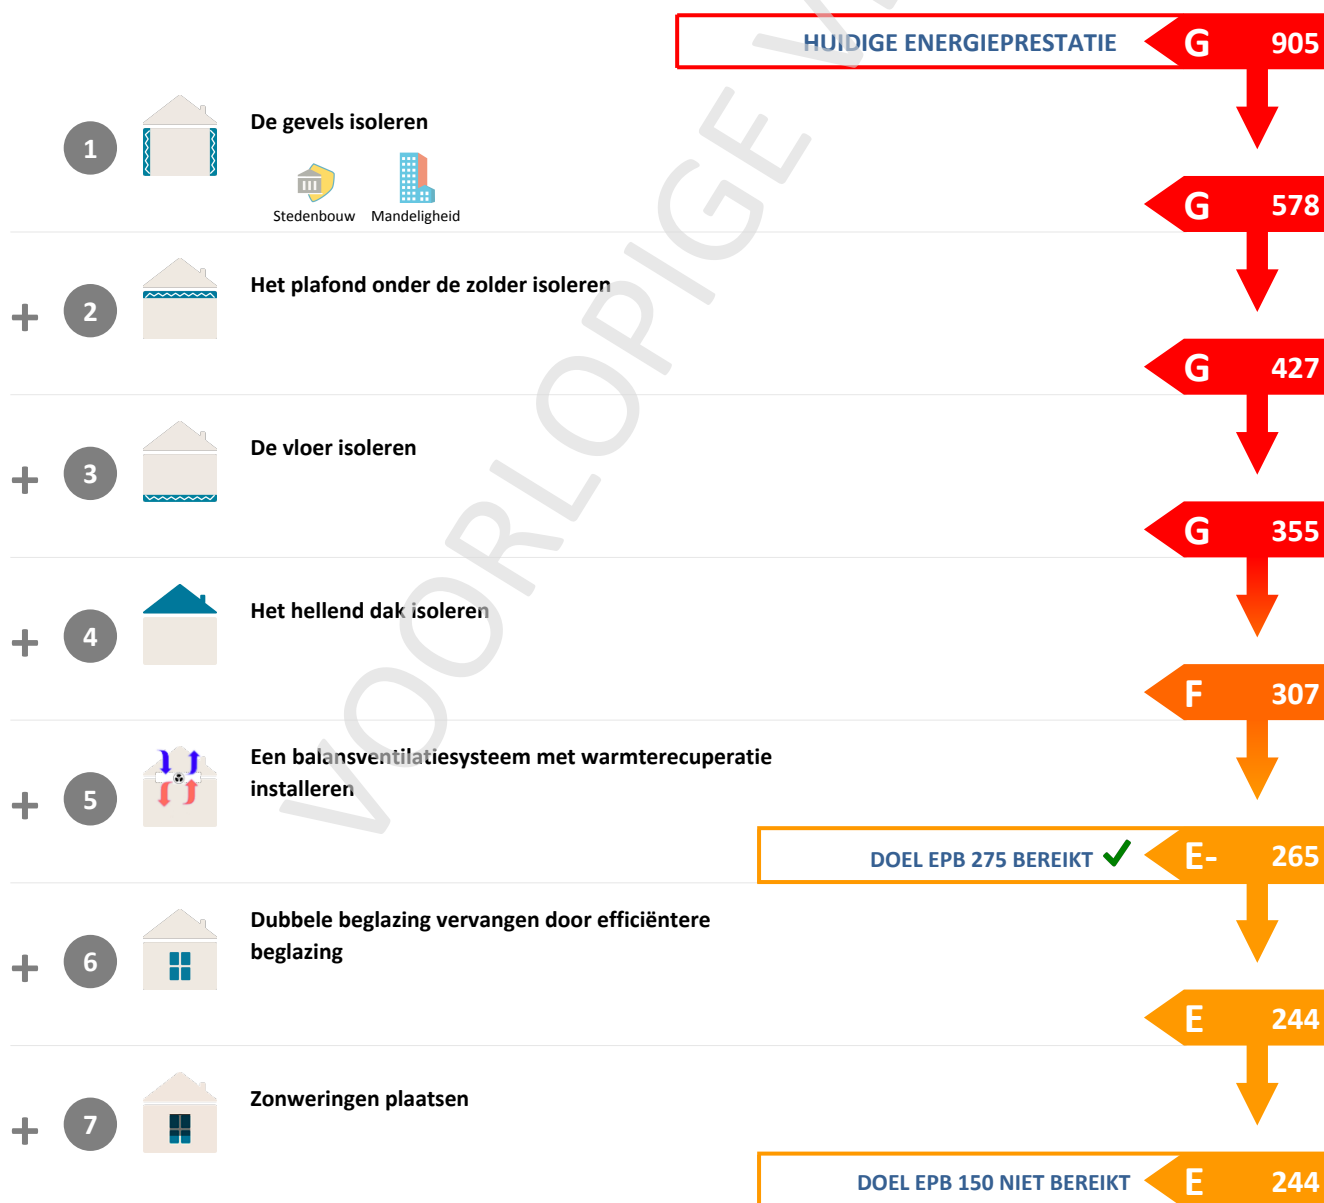 HUIDIGE ENERGIEPRESTATIE G 905
1 De gevels isoleren
Stedenbouw Mandeligheid
G 578
+ 2 Het plafond onder de zolder isoleren
G 427
+ 3 De vloer isoleren
G 355
+ 4 Het hellend dak isoleren
F 307
+ 5 Een balansventilatiesysteem met warmterecuperatie
installeren
DOEL EPB 275 BEREIKT ✓ E- 265
+ 6 Dubbele beglazing vervangen door efficiëntere
beglazing
E 244
+ 7 Zonweringen plaatsen
DOEL EPB 150 NIET BEREIKT E 244
VOORLOPIGE